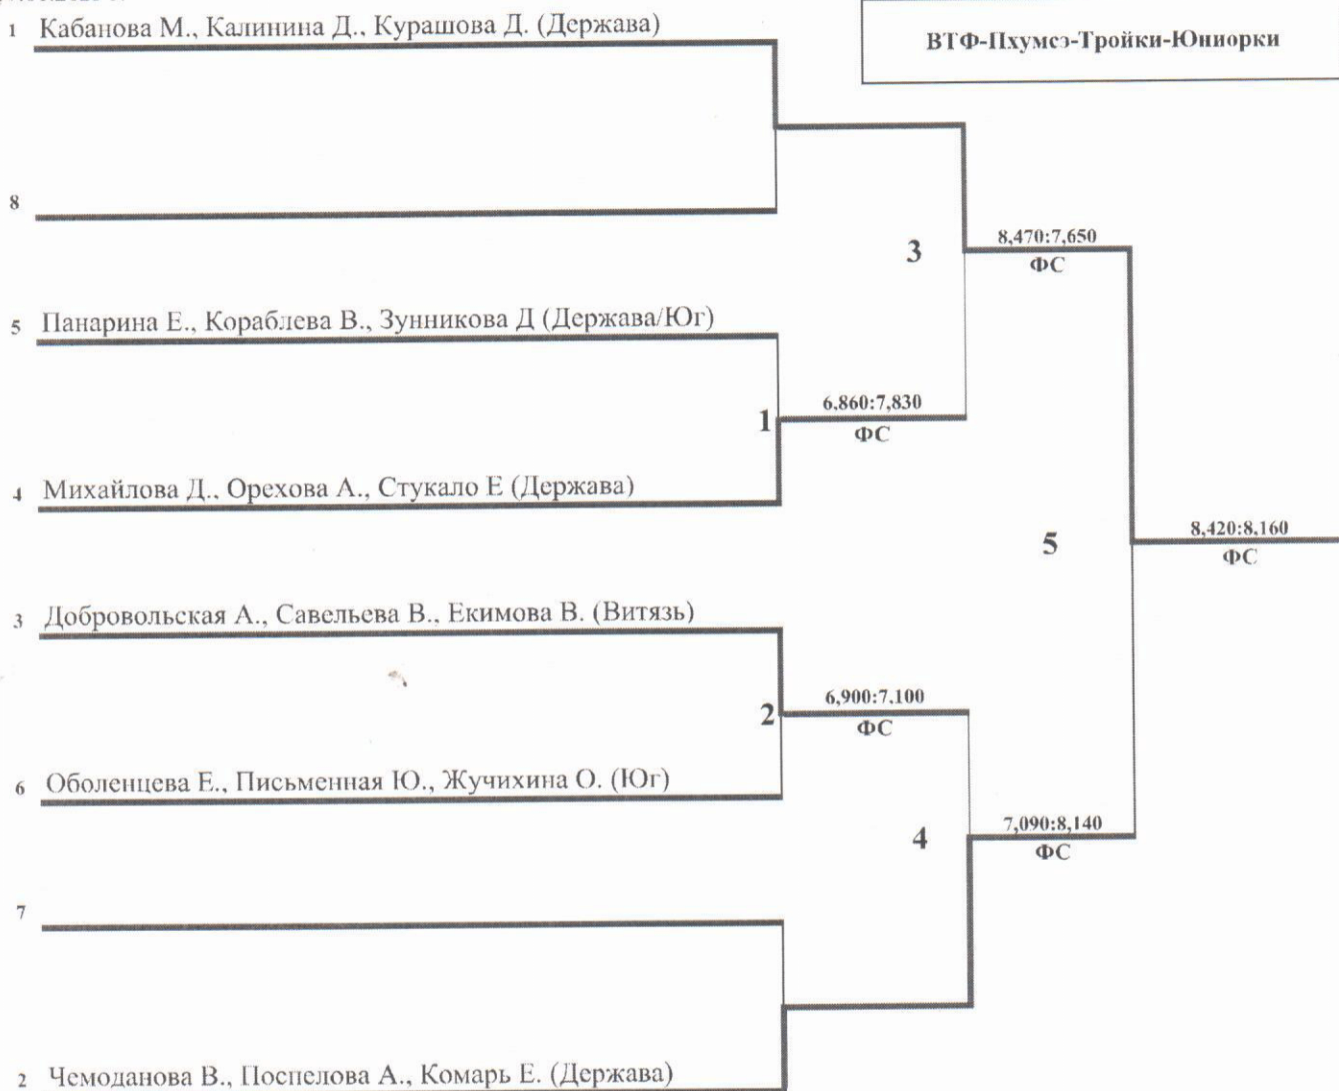 1 Кабанова М., Калинина Д., Курашова Д. (Держава)
ВТФ-Пхумсэ-Тройки-Юниорки
8
3
8,470:7,650
ФС
5 Панарина Е., Кораблева В., Зунникова Д (Держава/Юг)
1
6,860:7,830
ФС
4 Михайлова Д., Орехова А., Стукало Е (Держава)
5
8,420:8,160
ФС
3 Добровольская А., Савельева В., Екимова В. (Витязь)
2
6,900:7,100
ФС
6 Оболенцева Е., Письменная Ю., Жучихина О. (Юг)
4
7,090:8,140
ФС
7
2 Чемоданова В., Поспелова А., Комарь Е. (Держава)